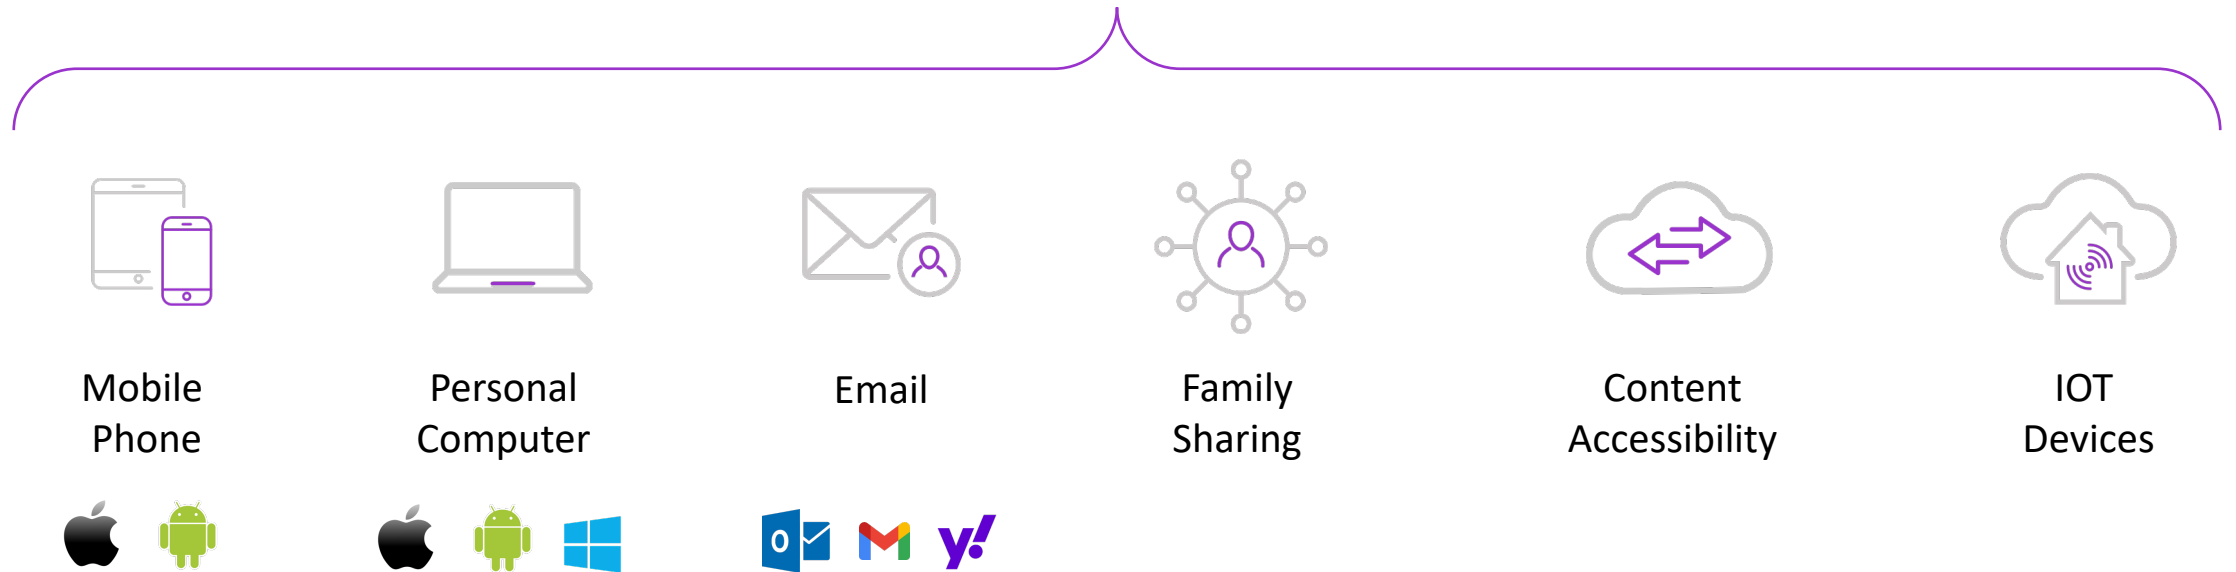 Mobile
Phone
Personal
Computer
Email
Family
Sharing
Content
Accessibility
IOT
Devices
o
y!